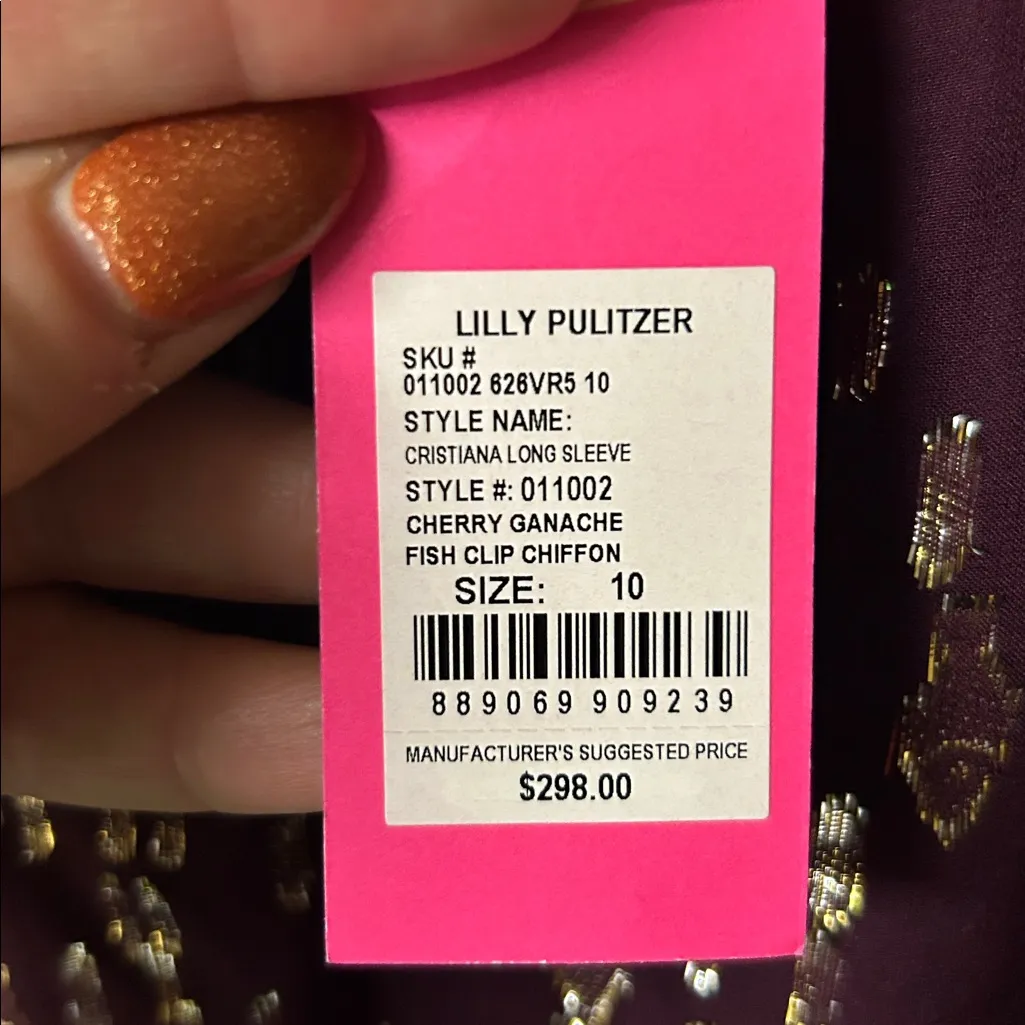 LILLY PULITZER
SKU #
011002 626VR5 10
STYLE NAME:
CRISTIANA LONG SLEEVE
STYLE #: 011002
CHERRY GANACHE
FISH CLIP CHIFFON
SIZE: 10
889069 909239
MANUFACTURER'S SUGGESTED PRICE
$298.00